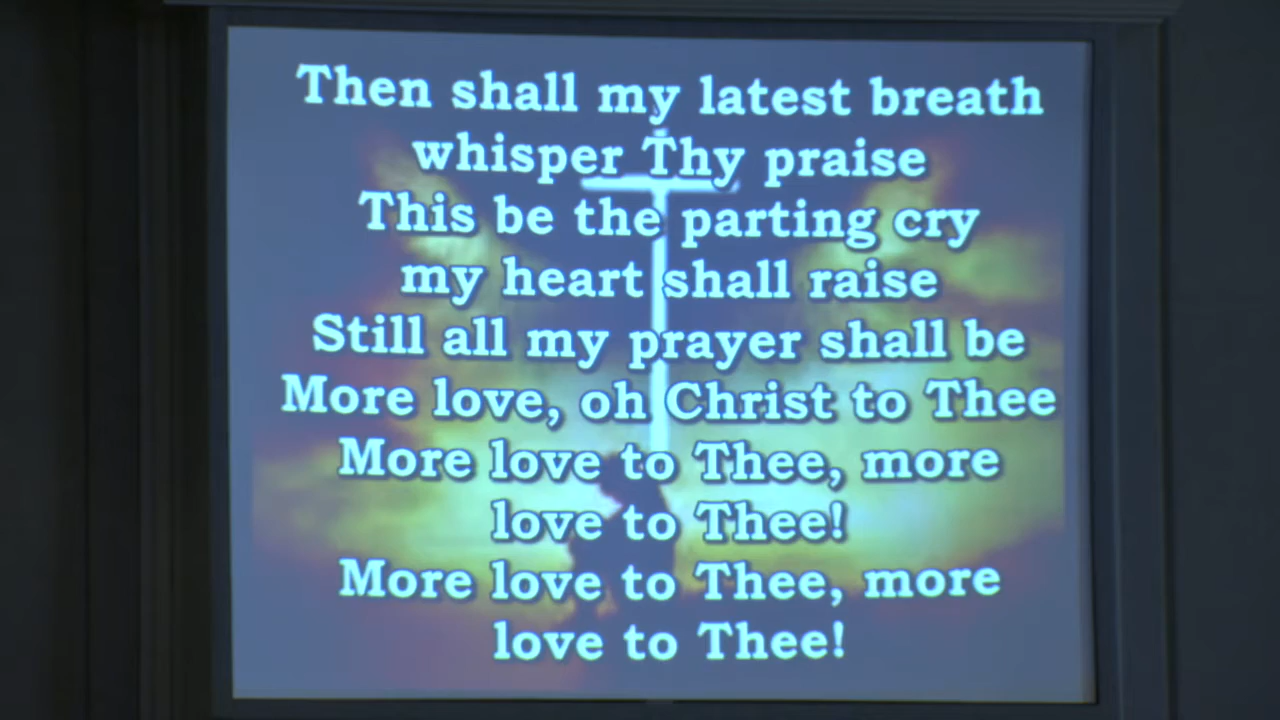 Then shall my latest breath
whisper Thy praise
This be the parting cry
my heart shall raise
Still all my prayer shall be
More love, oh Christ to Thee
More love to Thee, more
love to Thee!
More love to Thee, more
love to Thee!